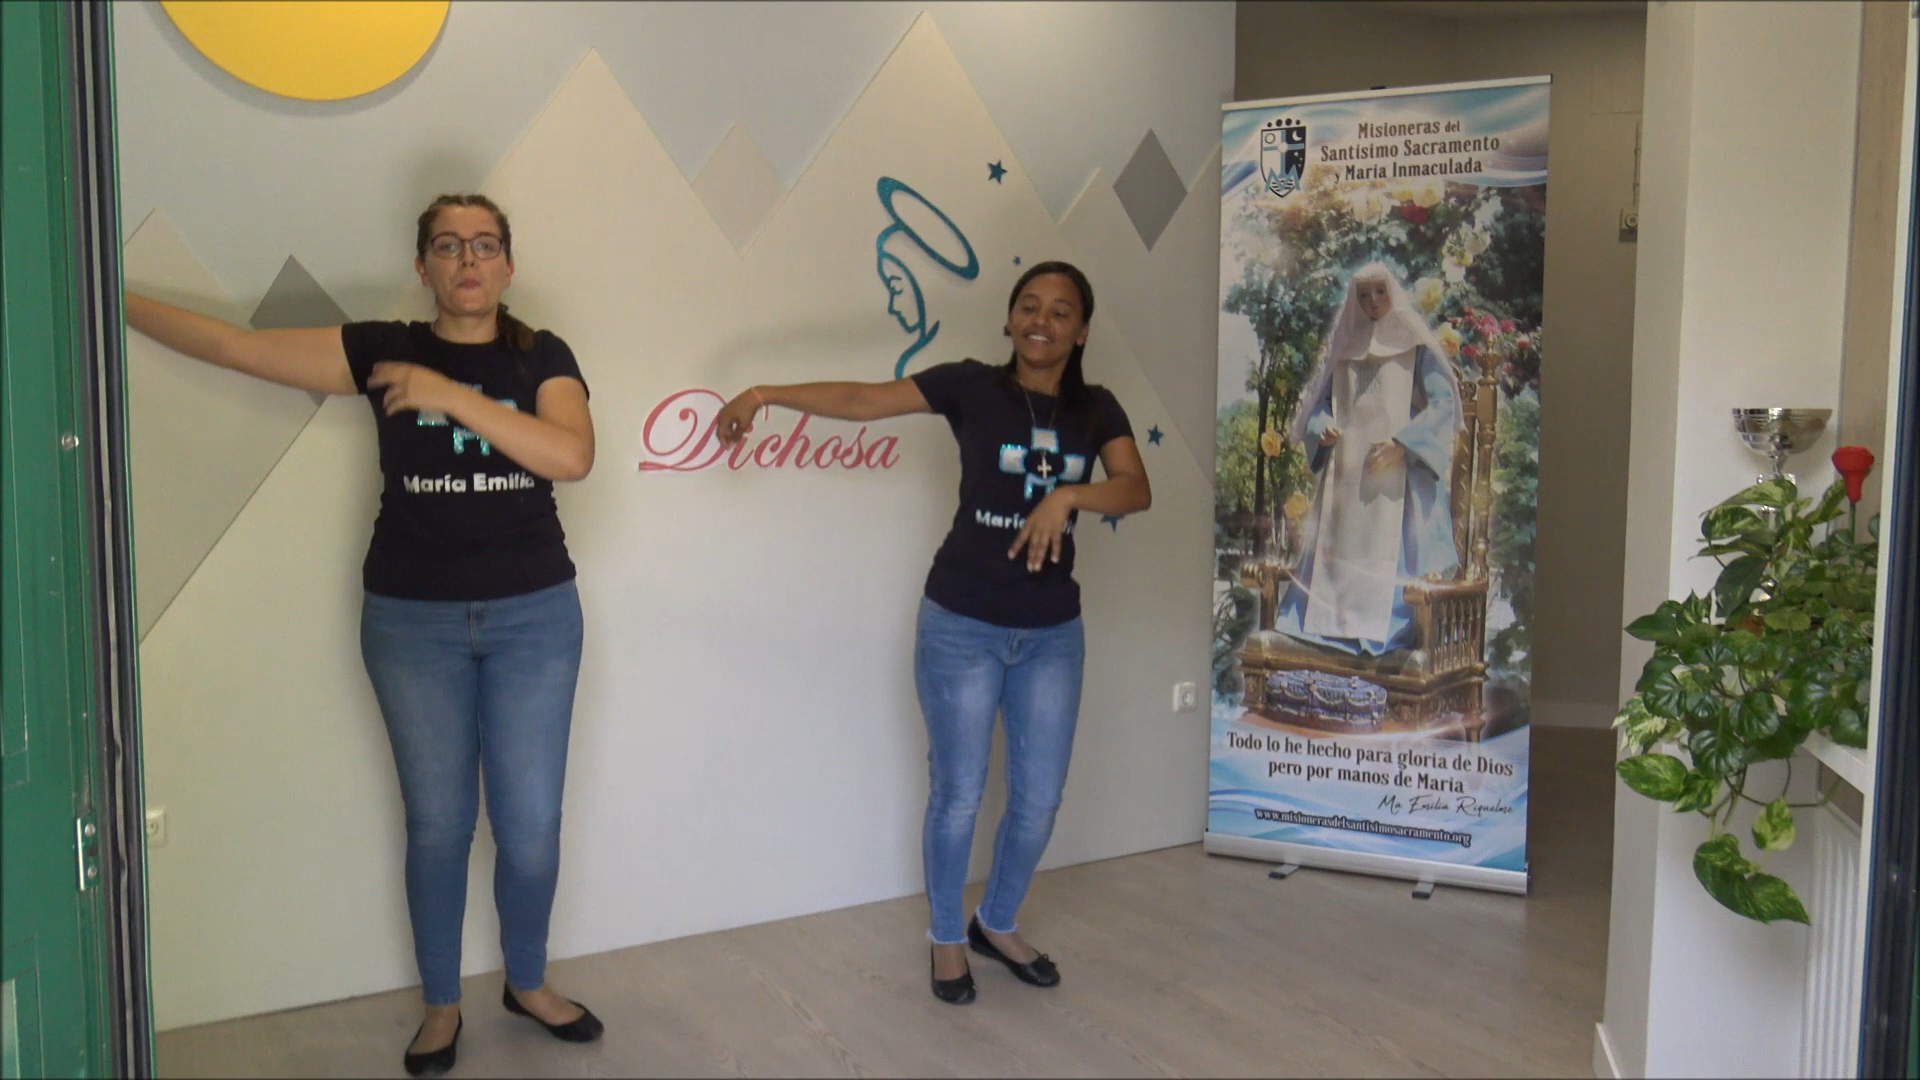 Misioneras del
Santísimo Sacramento
y María Inmaculada
Dichosa
María Emilia
María
Todo lo he hecho para gloria de Dios
pero por manos de María
Ma Emilia Riquelme
www.misionerasdelsantisimosacramento.org